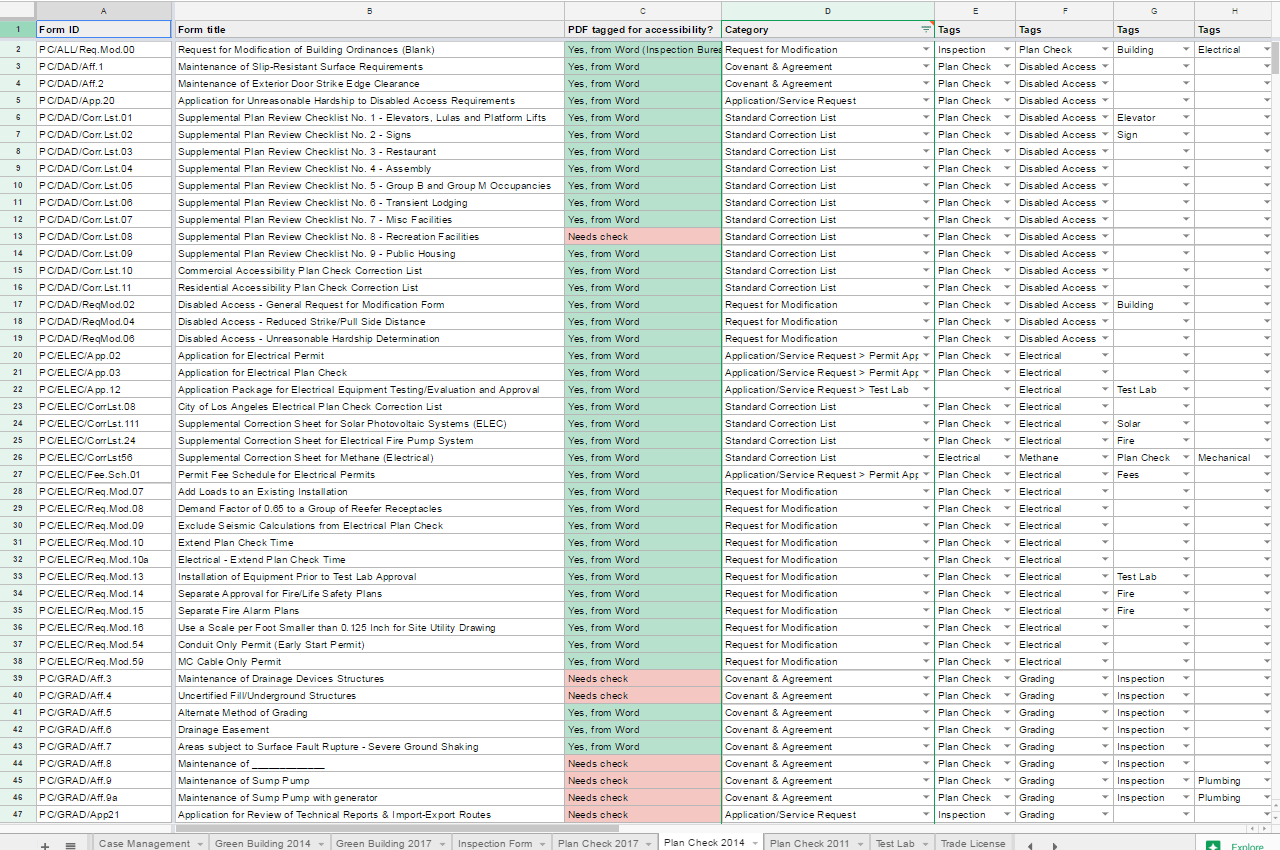 A B C D E F G H
1 Form ID Form title PDF tagged for accessibility? Category Tags Tags Tags Tags
2 PC/ALL/Req.Mod.00 Request for Modification of Building Ordinances (Blank) Yes, from Word (Inspection Burea Request for Modification Inspection Plan Check Building Electrical
3 PC/DAD/Aff.1 Maintenance of Slip-Resistant Surface Requirements Yes, from Word Covenant & Agreement Plan Check Disabled Access
4 PC/DAD/Aff.2 Maintenance of Exterior Door Strike Edge Clearance Yes, from Word Covenant & Agreement Plan Check Disabled Access
5 PC/DAD/App.20 Application for Unreasonable Hardship to Disabled Access Requirements Yes, from Word Application/Service Request Plan Check Disabled Access
6 PC/DAD/Corr.Lst.01 Supplemental Plan Review Checklist No. 1 - Elevators, Lulas and Platform Lifts Yes, from Word Standard Correction List Plan Check Disabled Access Elevator
7 PC/DAD/Corr.Lst.02 Supplemental Plan Review Checklist No. 2 - Signs Yes, from Word Standard Correction List Plan Check Disabled Access Sign
8 PC/DAD/Corr.Lst.03 Supplemental Plan Review Checklist No. 3 - Restaurant Yes, from Word Standard Correction List Plan Check Disabled Access
9 PC/DAD/Corr.Lst.04 Supplemental Plan Review Checklist No. 4 - Assembly Yes, from Word Standard Correction List Plan Check Disabled Access
10 PC/DAD/Corr.Lst.05 Supplemental Plan Review Checklist No. 5 - Group B and Group M Occupancies Yes, from Word Standard Correction List Plan Check Disabled Access
11 PC/DAD/Corr.Lst.06 Supplemental Plan Review Checklist No. 6 - Transient Lodging Yes, from Word Standard Correction List Plan Check Disabled Access
12 PC/DAD/Corr.Lst.07 Supplemental Plan Review Checklist No. 7 - Misc Facilities Yes, from Word Standard Correction List Plan Check Disabled Access
13 PC/DAD/Corr.Lst.08 Supplemental Plan Review Checklist No. 8 - Recreation Facilities Needs check Standard Correction List Plan Check Disabled Access
14 PC/DAD/Corr.Lst.09 Supplemental Plan Review Checklist No. 9 - Public Housing Yes, from Word Standard Correction List Plan Check Disabled Access
15 PC/DAD/Corr.Lst.10 Commercial Accessibility Plan Check Correction List Yes, from Word Standard Correction List Plan Check Disabled Access
16 PC/DAD/Corr.Lst.11 Residential Accessibility Plan Check Correction List Yes, from Word Standard Correction List Plan Check Disabled Access
17 PC/DAD/ReqMod.02 Disabled Access - General Request for Modification Form Yes, from Word Request for Modification Plan Check Disabled Access Building
18 PC/DAD/ReqMod.04 Disabled Access - Reduced Strike/Pull Side Distance Yes, from Word Request for Modification Plan Check Disabled Access
19 PC/DAD/ReqMod.06 Disabled Access - Unreasonable Hardship Determination Yes, from Word Request for Modification Plan Check Disabled Access
20 PC/ELEC/App.02 Application for Electrical Permit Yes, from Word Application/Service Request > Permit App Plan Check Electrical
21 PC/ELEC/App.03 Application for Electrical Plan Check Yes, from Word Application/Service Request > Permit App Plan Check Electrical
22 PC/ELEC/App.12 Application Package for Electrical Equipment Testing/Evaluation and Approval Yes, from Word Application/Service Request > Test Lab Electrical Test Lab
23 PC/ELEC/CorrLst.08 City of Los Angeles Electrical Plan Check Correction List Yes, from Word Standard Correction List Plan Check Electrical
24 PC/ELEC/CorrLst.111 Supplemental Correction Sheet for Solar Photovoltaic Systems (ELEC) Yes, from Word Standard Correction List Plan Check Electrical Solar
25 PC/ELEC/CorrLst.24 Supplemental Correction Sheet for Electrical Fire Pump System Yes, from Word Standard Correction List Plan Check Electrical Fire
26 PC/ELEC/CorrLst56 Supplemental Correction Sheet for Methane (Electrical) Yes, from Word Standard Correction List Electrical Methane Plan Check Mechanical
27 PC/ELEC/Fee.Sch.01 Permit Fee Schedule for Electrical Permits Yes, from Word Application/Service Request > Permit App Plan Check Electrical Fees
28 PC/ELEC/Req.Mod.07 Add Loads to an Existing Installation Yes, from Word Request for Modification Plan Check Electrical
29 PC/ELEC/Req.Mod.08 Demand Factor of 0.65 to a Group of Reefer Receptacles Yes, from Word Request for Modification Plan Check Electrical
30 PC/ELEC/Req.Mod.09 Exclude Seismic Calculations from Electrical Plan Check Yes, from Word Request for Modification Plan Check Electrical
31 PC/ELEC/Req.Mod.10 Extend Plan Check Time Yes, from Word Request for Modification Plan Check Electrical
32 PC/ELEC/Req.Mod.10a Electrical - Extend Plan Check Time Yes, from Word Request for Modification Plan Check Electrical
33 PC/ELEC/Req.Mod.13 Installation of Equipment Prior to Test Lab Approval Yes, from Word Request for Modification Plan Check Electrical Test Lab
34 PC/ELEC/Req.Mod.14 Separate Approval for Fire/Life Safety Plans Yes, from Word Request for Modification Plan Check Electrical Fire
35 PC/ELEC/Req.Mod.15 Separate Fire Alarm Plans Yes, from Word Request for Modification Plan Check Electrical Fire
36 PC/ELEC/Req.Mod.16 Use a Scale per Foot Smaller than 0.125 Inch for Site Utility Drawing Yes, from Word Request for Modification Plan Check Electrical
37 PC/ELEC/Req.Mod.54 Conduit Only Permit (Early Start Permit) Yes, from Word Request for Modification Plan Check Electrical
38 PC/ELEC/Req.Mod.59 MC Cable Only Permit Yes, from Word Request for Modification Plan Check Electrical
39 PC/GRAD/Aff.3 Maintenance of Drainage Devices Structures Needs check Covenant & Agreement Plan Check Grading Inspection
40 PC/GRAD/Aff.4 Uncertified Fill/Underground Structures Needs check Covenant & Agreement Plan Check Grading Inspection
41 PC/GRAD/Aff.5 Alternate Method of Grading Yes, from Word Covenant & Agreement Plan Check Grading Inspection
42 PC/GRAD/Aff.6 Drainage Easement Yes, from Word Covenant & Agreement Plan Check Grading Inspection
43 PC/GRAD/Aff.7 Areas subject to Surface Fault Rupture - Severe Ground Shaking Yes, from Word Covenant & Agreement Plan Check Grading Inspection
44 PC/GRAD/Aff.8 Maintenance of _____________ Needs check Covenant & Agreement Plan Check Grading Inspection
45 PC/GRAD/Aff.9 Maintenance of Sump Pump Needs check Covenant & Agreement Plan Check Grading Inspection Plumbing
46 PC/GRAD/Aff.9a Maintenance of Sump Pump with generator Needs check Covenant & Agreement Plan Check Grading Inspection Plumbing
47 PC/GRAD/App21 Application for Review of Technical Reports & Import-Export Routes Needs check Application/Service Request Inspection Grading
Case Management Green Building 2014 Green Building 2017 Inspection Form Plan Check 2017 Plan Check 2014 Plan Check 2011 Test Lab Trade License Explore